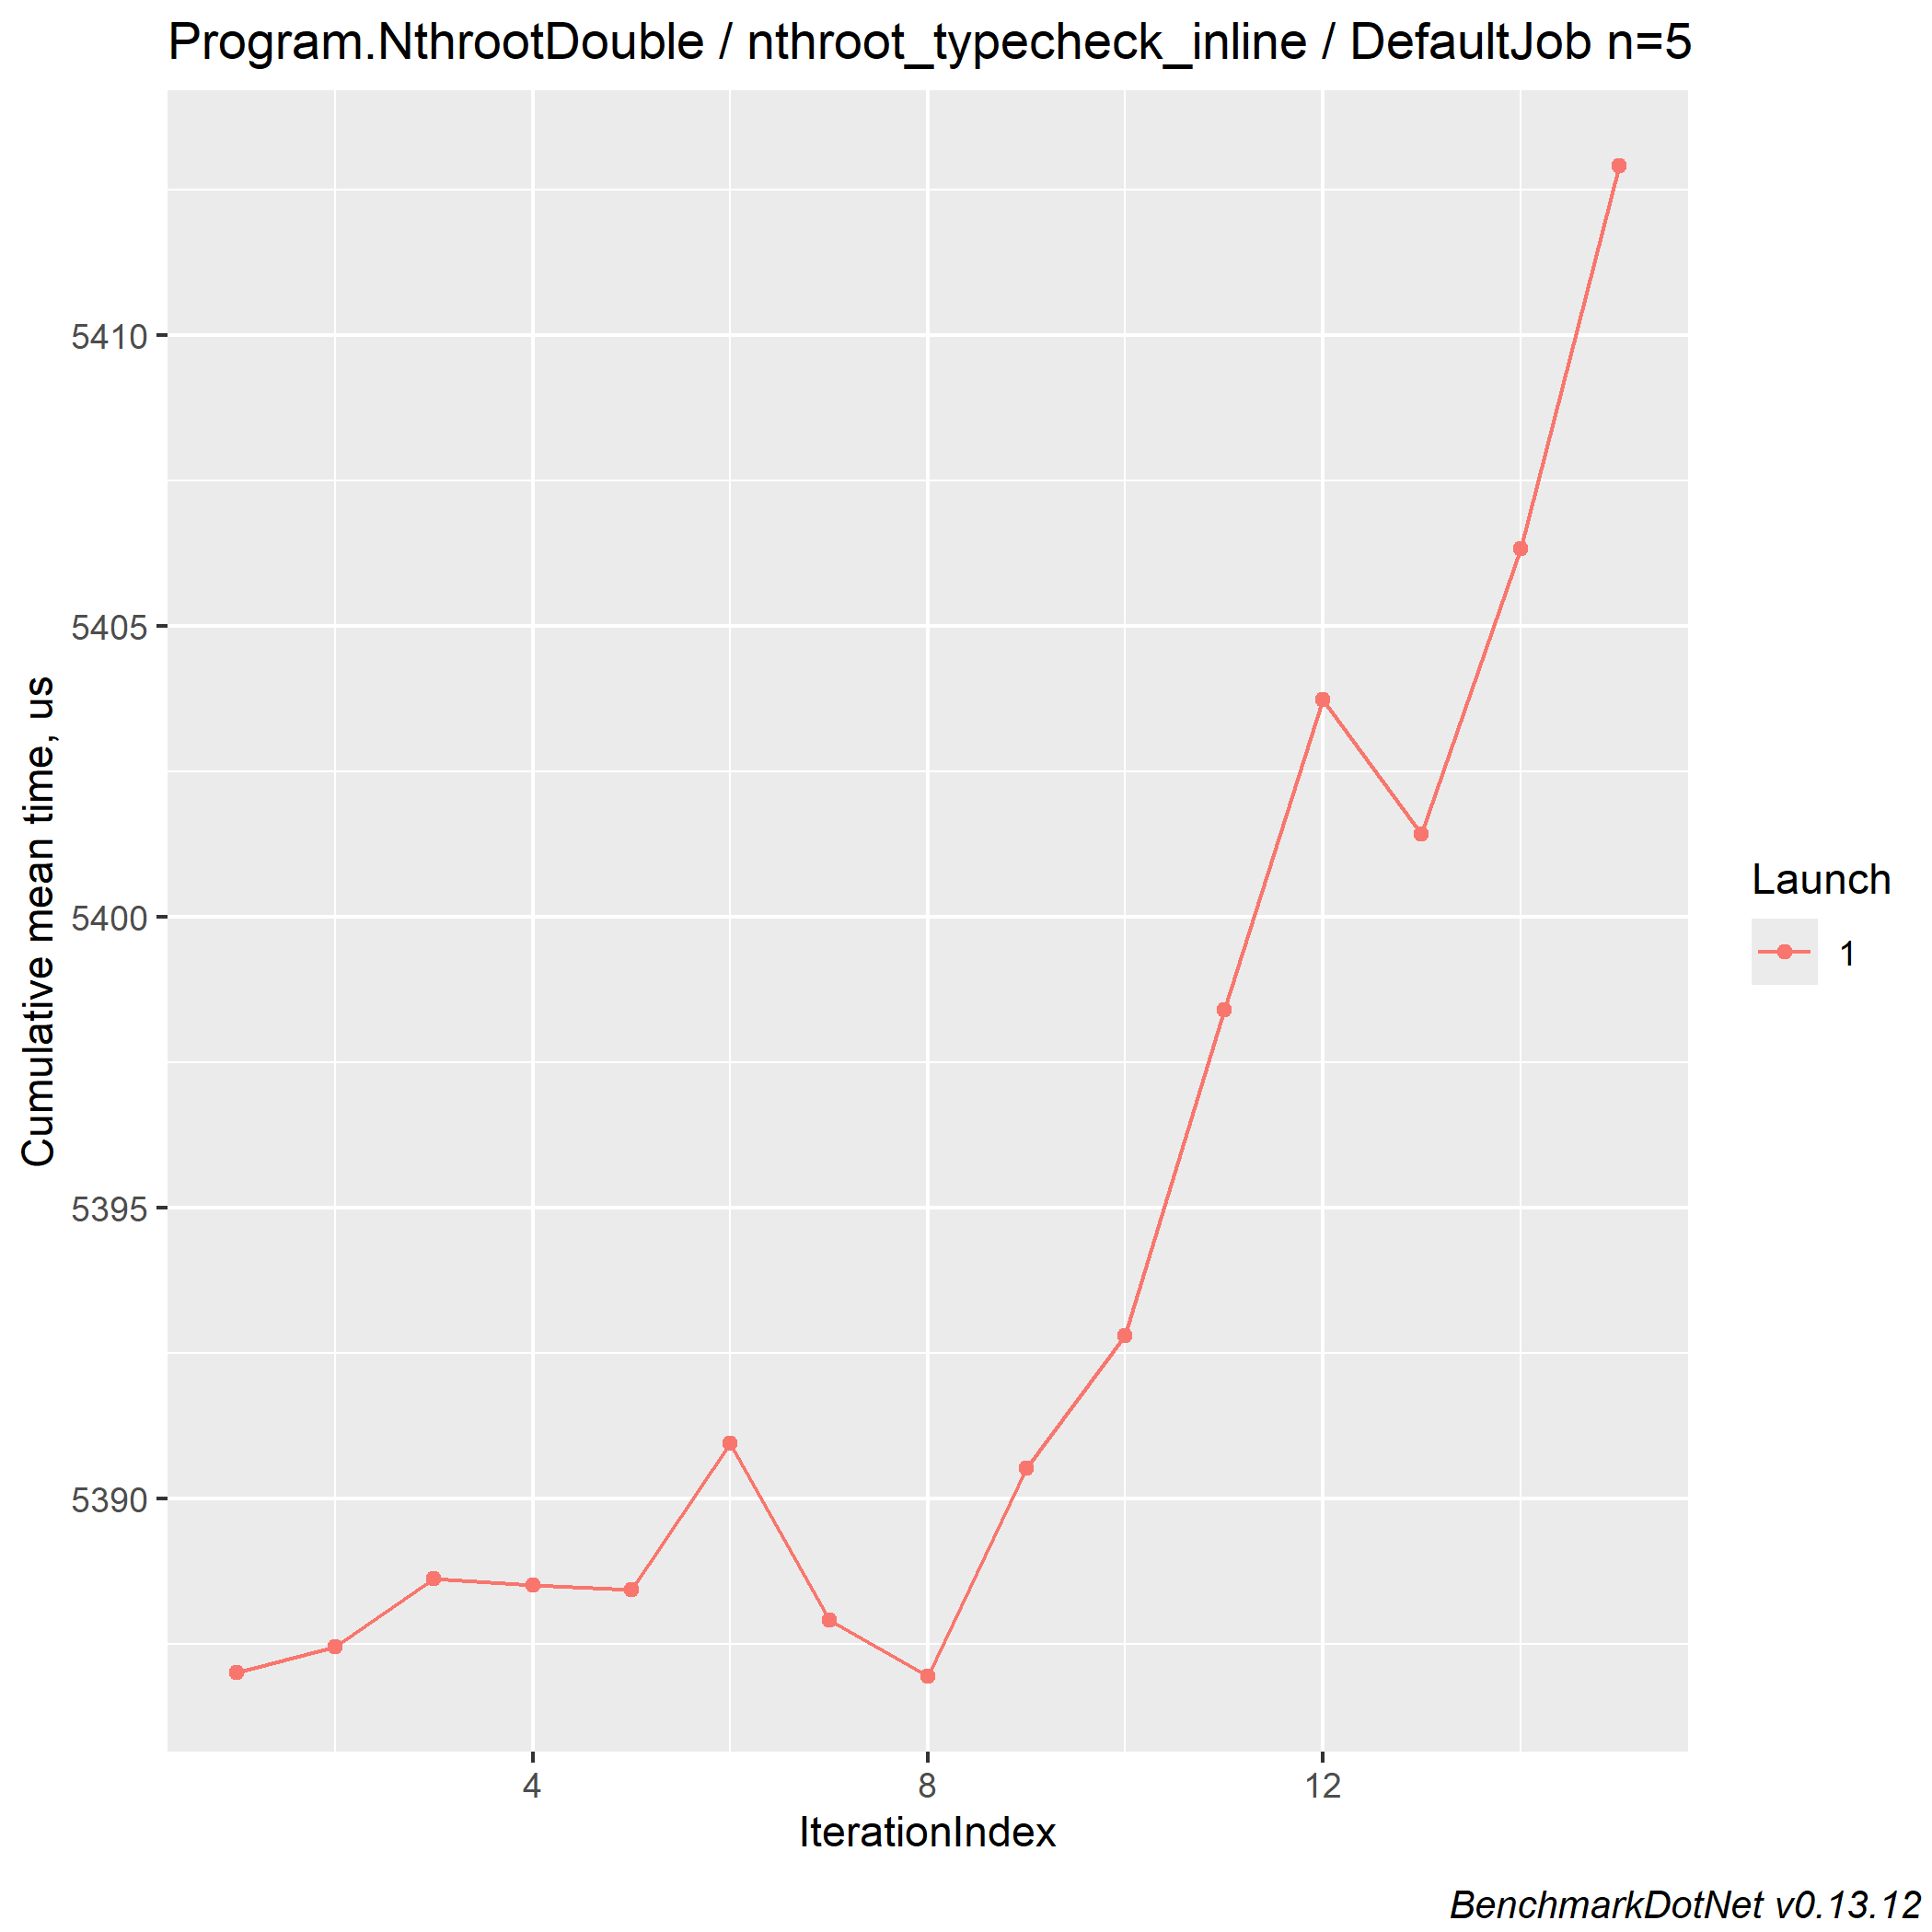 Program.NthrootDouble / nthroot_typecheck_inline / DefaultJob n=5
Cumulative mean time, us
5410
5405
5400
5395
5390
4
8
12
IterationIndex
Launch
1
BenchmarkDotNet v0.13.12